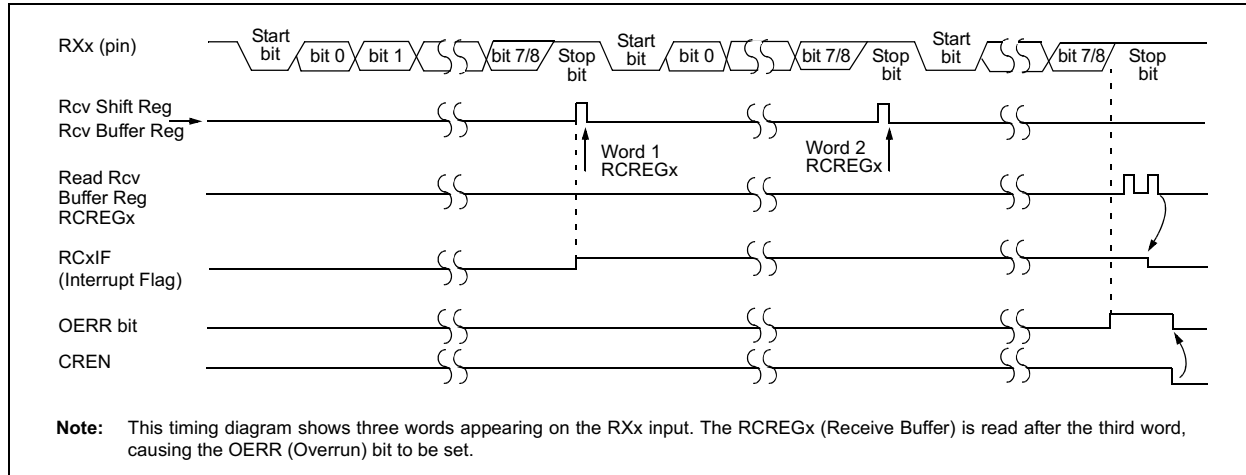 RXx (pin)
Start bit
bit 0
bit 1
bit 7/8
Stop bit
Start bit
bit 0
bit 7/8
Stop bit
Start bit
bit 7/8
Stop bit
Rcv Shift Reg
Rcv Buffer Reg
Word 1
RCREGx
Word 2
RCREGx
Read Rcv
Buffer Reg
RCREGx
RCxIF
(Interrupt Flag)
OERR bit
CREN
Note: This timing diagram shows three words appearing on the RXx input. The RCREGx (Receive Buffer) is read after the third word,
causing the OERR (Overrun) bit to be set.